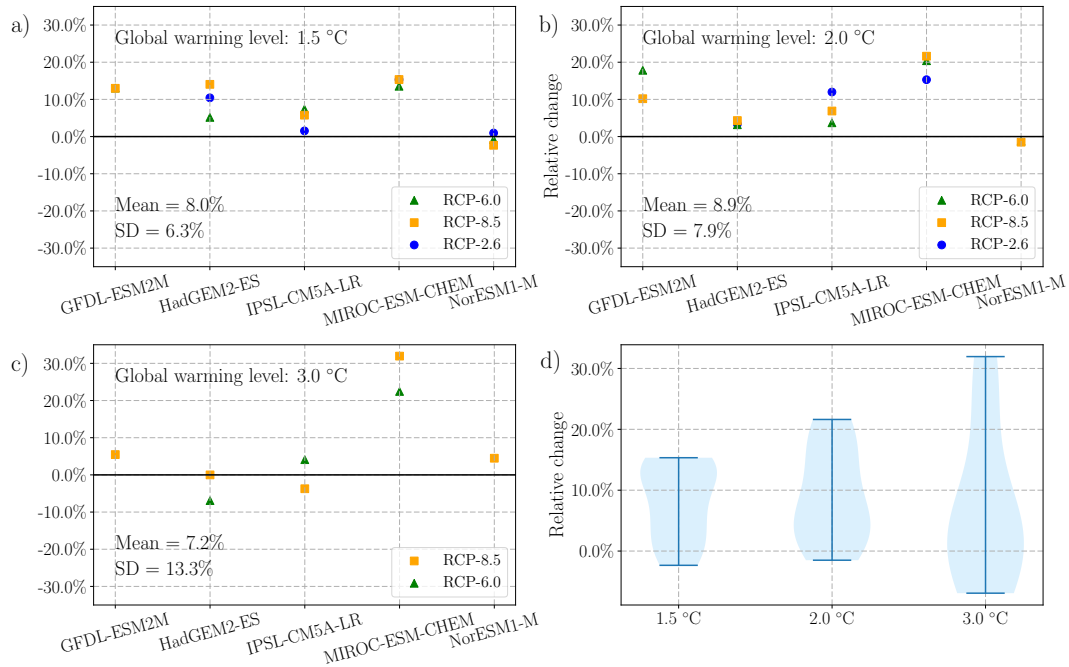 a)
30.0%
20.0%
10.0%
0.0%
-10.0%
-20.0%
-30.0%
Global warming level: 1.5 °C
Mean = 8.0%
SD = 6.3%
RCP-6.0
RCP-8.5
RCP-2.6
GFDL-ESM2M
HadGEM2-ES
IPSL-CM5A-LR
MIROC-ESM-CHEM
NorESM1-M
b)
Relative change
30.0%
20.0%
10.0%
0.0%
-10.0%
-20.0%
-30.0%
Global warming level: 2.0 °C
Mean = 8.9%
SD = 7.9%
RCP-6.0
RCP-8.5
RCP-2.6
GFDL-ESM2M
HadGEM2-ES
IPSL-CM5A-LR
MIROC-ESM-CHEM
NorESM1-M
c)
30.0%
20.0%
10.0%
0.0%
-10.0%
-20.0%
-30.0%
Global warming level: 3.0 °C
Mean = 7.2%
SD = 13.3%
RCP-8.5
RCP-6.0
GFDL-ESM2M
HadGEM2-ES
IPSL-CM5A-LR
MIROC-ESM-CHEM
NorESM1-M
d)
Relative change
30.0%
20.0%
10.0%
0.0%
1.5 °C
2.0 °C
3.0 °C